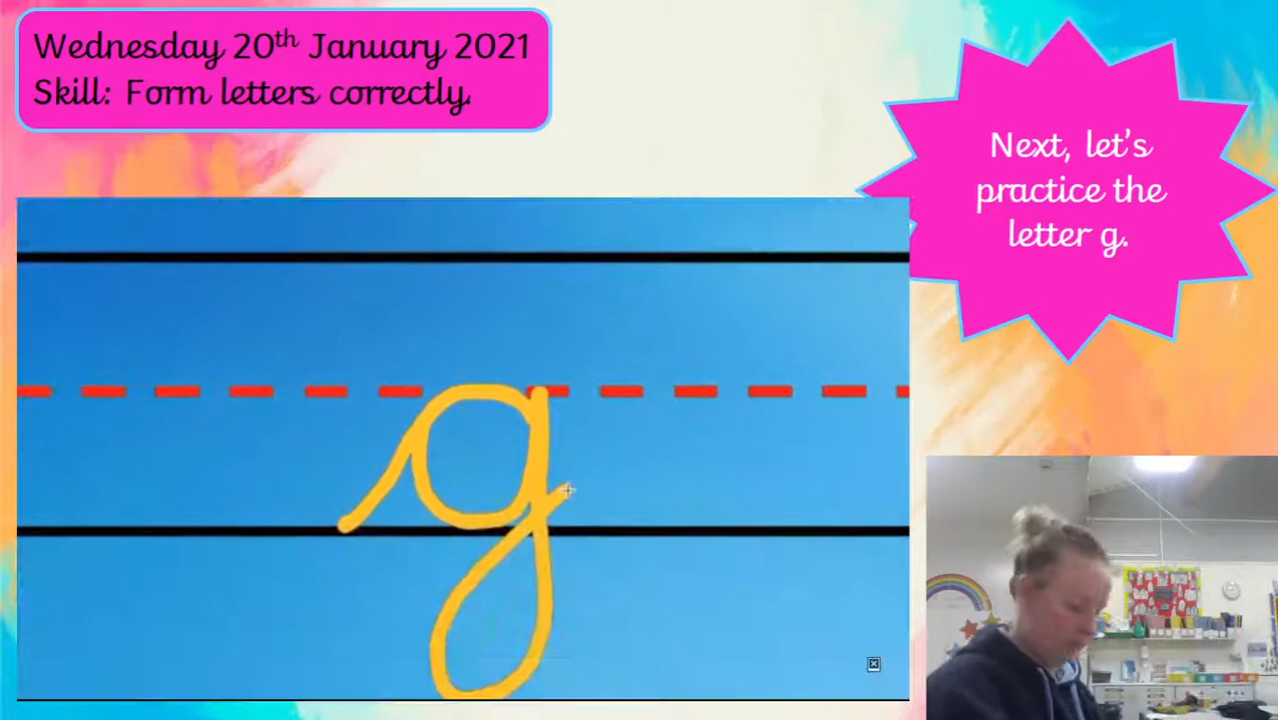 Wednesday 20th January 2021
Skill: Form letters correctly.
Next, let's
practice the
letter g.
g